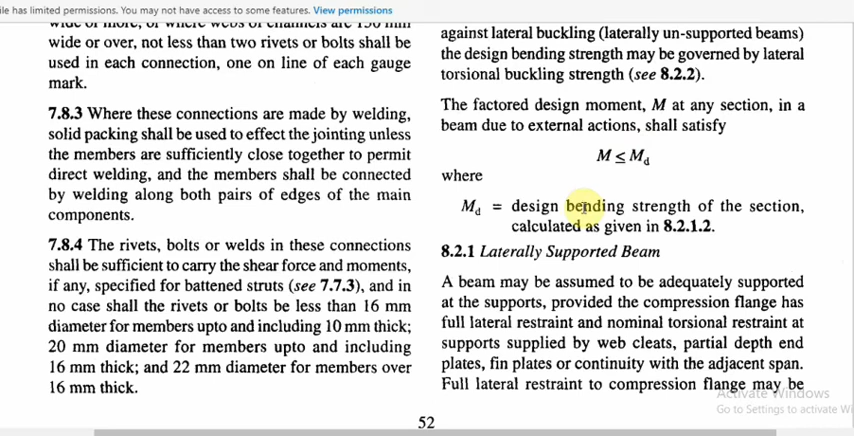 ile has limited permissions. You may not have access to some features. View permissions
wide or more, or where webs of channels are 150 mm
wide or over, not less than two rivets or bolts shall be
used in each connection, one on line of each gauge
mark.
7.8.3 Where these connections are made by welding,
solid packing shall be used to effect the jointing unless
the members are sufficiently close together to permit
direct welding, and the members shall be connected
by welding along both pairs of edges of the main
components.
7.8.4 The rivets, bolts or welds in these connections
shall be sufficient to carry the shear force and moments,
if any, specified for battened struts (see 7.7.3), and in
no case shall the rivets or bolts be less than 16 mm
diameter for members upto and including 10 mm thick;
20 mm diameter for members upto and including
16 mm thick; and 22 mm diameter for members over
16 mm thick.
against lateral buckling (laterally un-supported beams)
the design bending strength may be governed by lateral
torsional buckling strength (see 8.2.2).
The factored design moment, M at any section, in a
beam due to external actions, shall satisfy
M ≤ Md
where
Md = design bending strength of the section,
calculated as given in 8.2.1.2.
8.2.1 Laterally Supported Beam
A beam may be assumed to be adequately supported
at the supports, provided the compression flange has
full lateral restraint and nominal torsional restraint at
supports supplied by web cleats, partial depth end
plates, fin plates or continuity with the adjacent span.
Full lateral restraint to compression flange may be
Activate Windows
Go to Settings to activate Wi
52